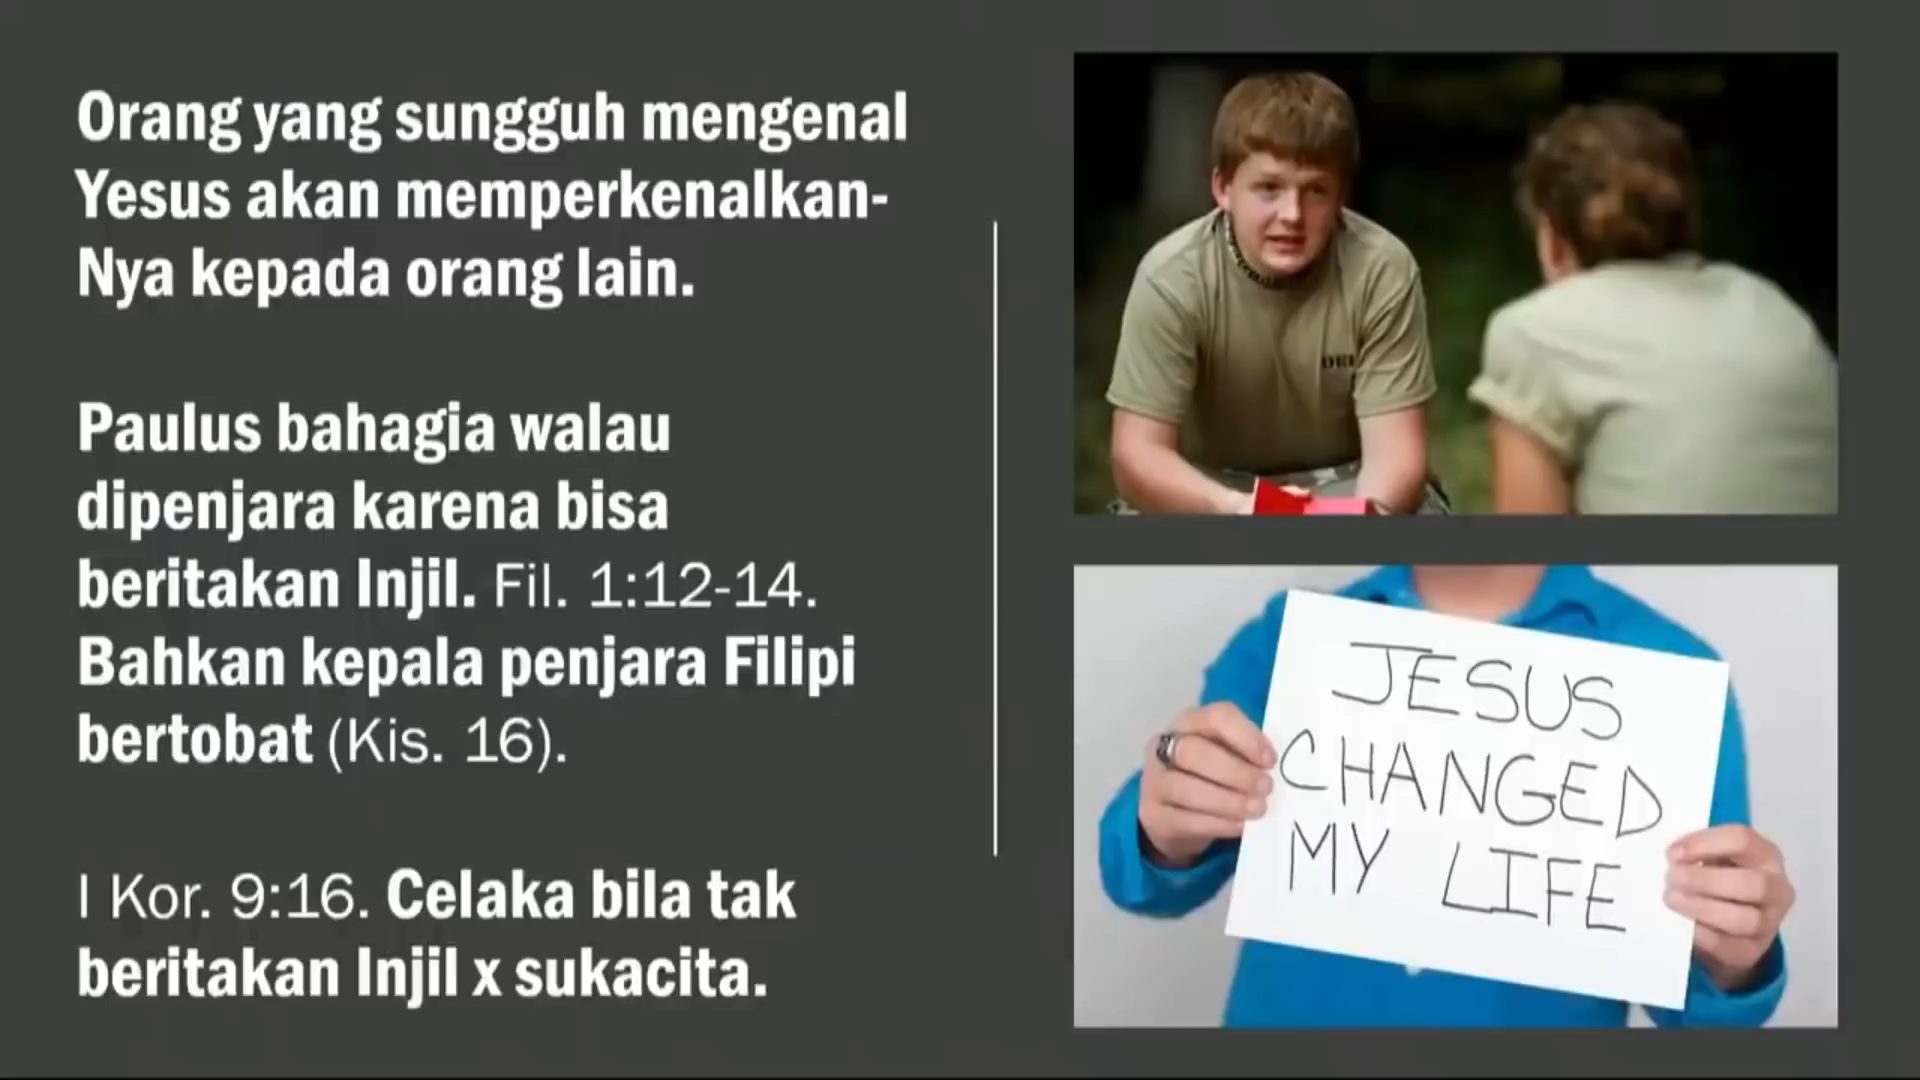 Orang yang sungguh mengenal
Yesus akan memperkenalkan-
Nya kepada orang lain.
Paulus bahagia walau
dipenjara karena bisa
beritakan Injil. Fil. 1:12-14.
Bahkan kepala penjara Filipi
bertobat (Kis. 16).
I Kor. 9:16. Celaka bila tak
beritakan Injil x sukacita.
JESUS
CHANGED
MY LIFE